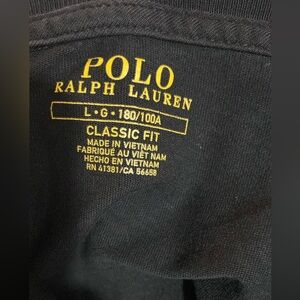 POLO
RALPH LAUREN
L • G • 180/100A
CLASSIC FIT
MADE IN VIETNAM
FABRIQUÉ AU VIÊT NAM
HECHO EN VIETNAM
RN 41381/CA 56658